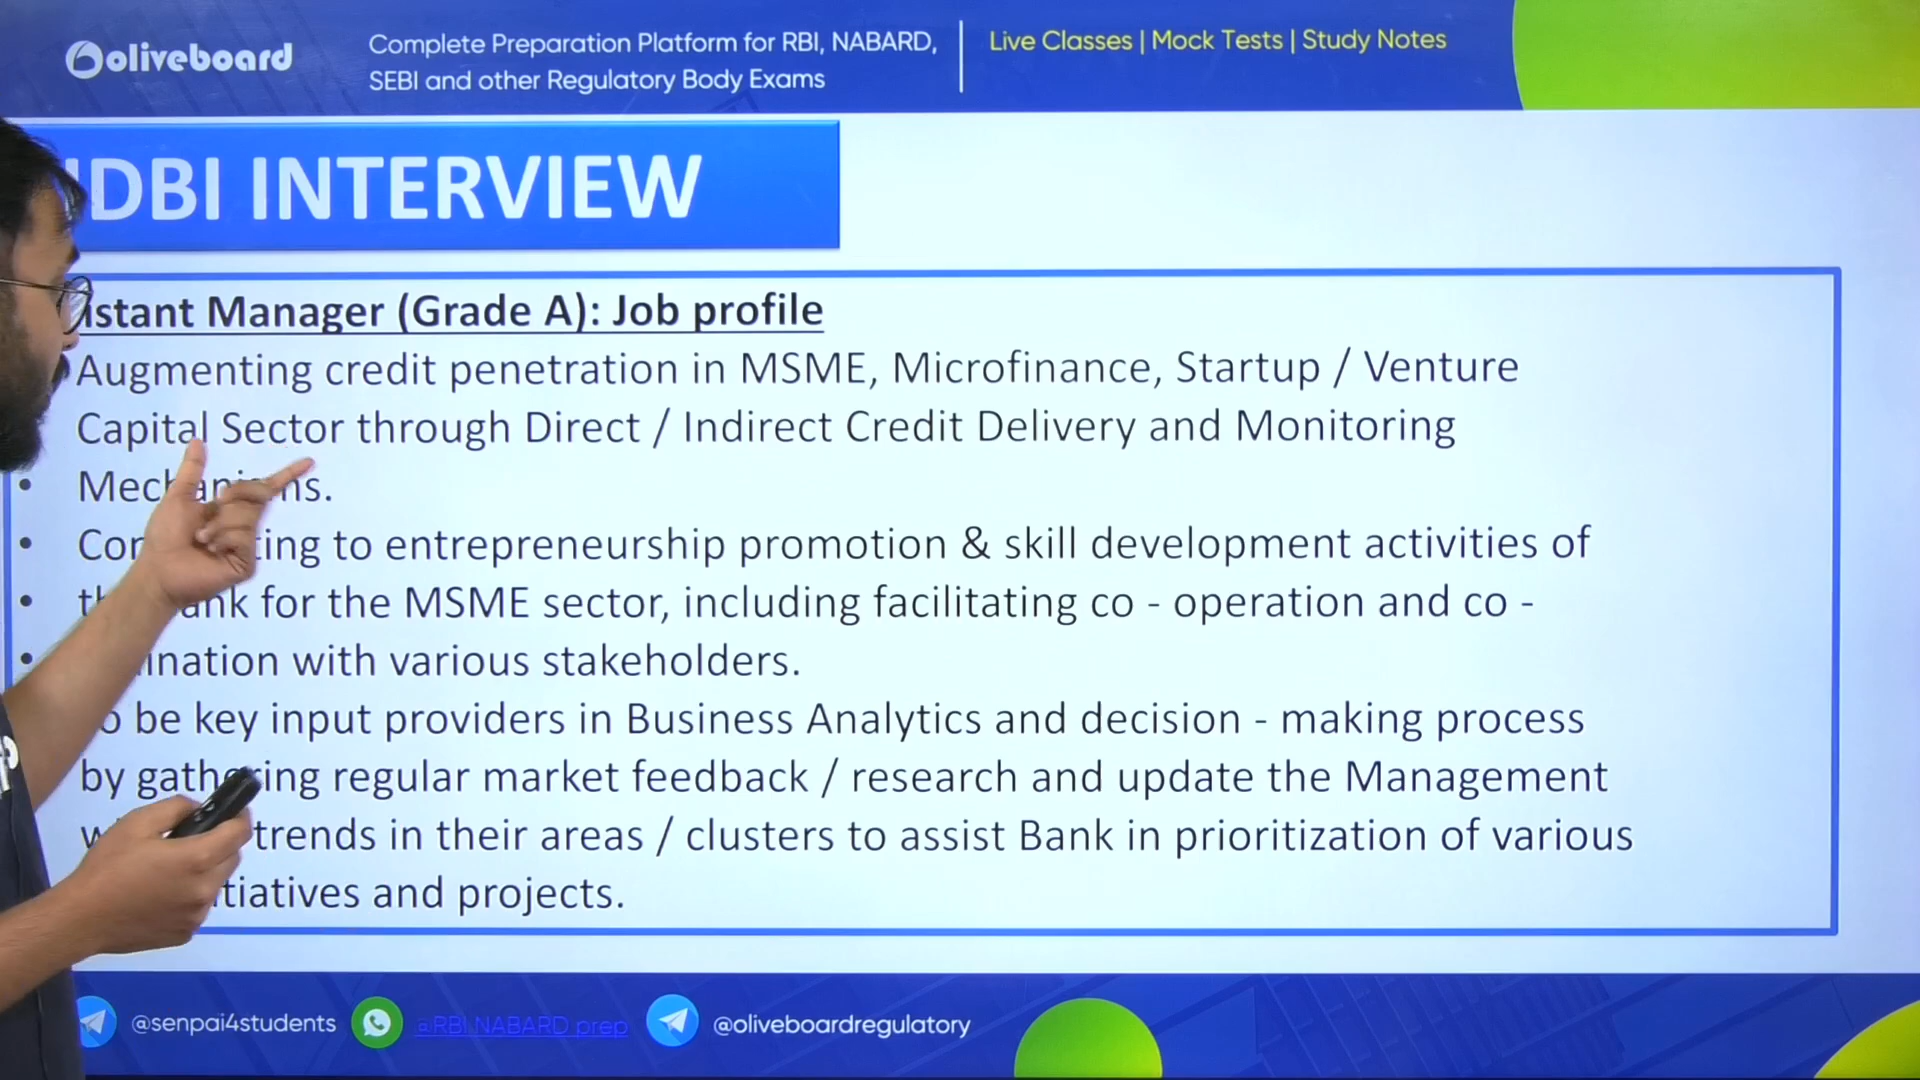 oliveboard
Complete Preparation Platform for RBI, NABARD,
SEBI and other Regulatory Body Exams
Live Classes | Mock Tests | Study Notes
IDBI INTERVIEW
istant Manager (Grade A): Job profile
Augmenting credit penetration in MSME, Microfinance, Startup / Venture
Capital Sector through Direct / Indirect Credit Delivery and Monitoring
• Mechanisms.
• ting to entrepreneurship promotion & skill development activities of
• ank for the MSME sector, including facilitating co - operation and co -
• ination with various stakeholders.
be key input providers in Business Analytics and decision - making process
by gathering regular market feedback / research and update the Management
trends in their areas / clusters to assist Bank in prioritization of various
tiatives and projects.
@senpai4students
@RBI.NABARD prep
@oliveboardregulatory